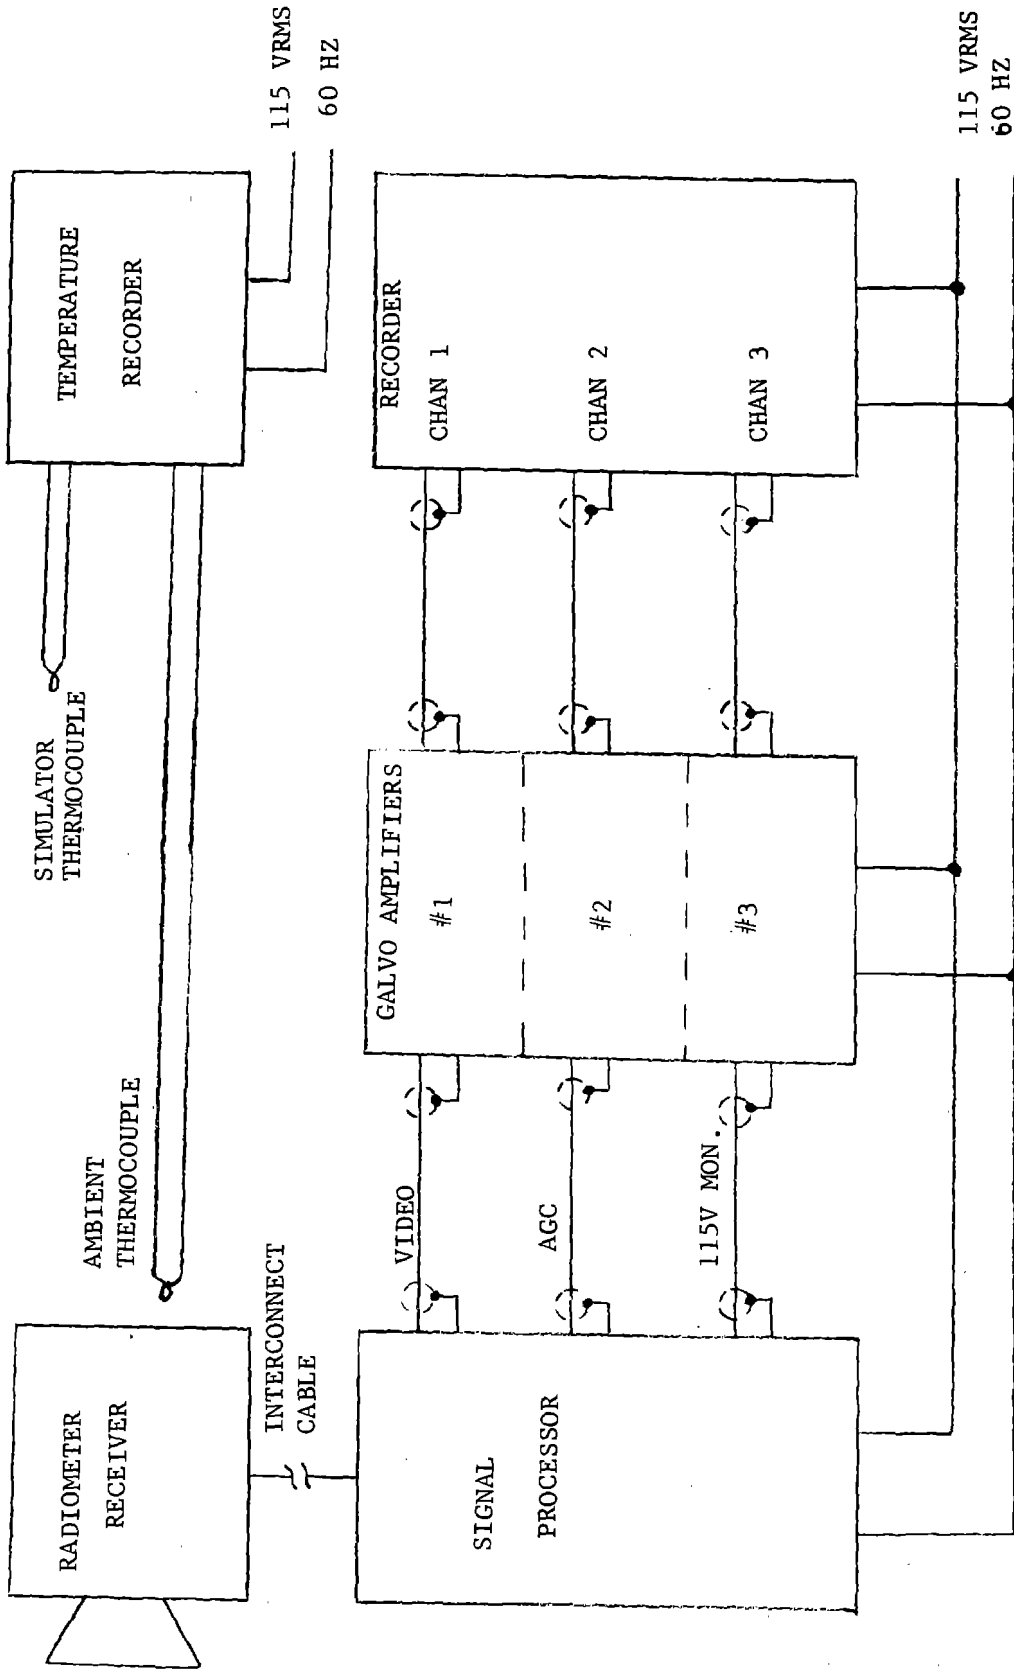 RADIOMETER
RECEIVER
AMBIENT
THERMOCOUPLE
SIMULATOR
THERMOCOUPLE
TEMPERATURE
RECORDER
115 VRMS
60 HZ
INTERCONNECT
CABLE
SIGNAL
PROCESSOR
VIDEO
AGC
115V MON.
GALVO AMPLIFIERS
#1
#2
#3
RECORDER
CHAN 1
CHAN 2
CHAN 3
115 VRMS
60 HZ